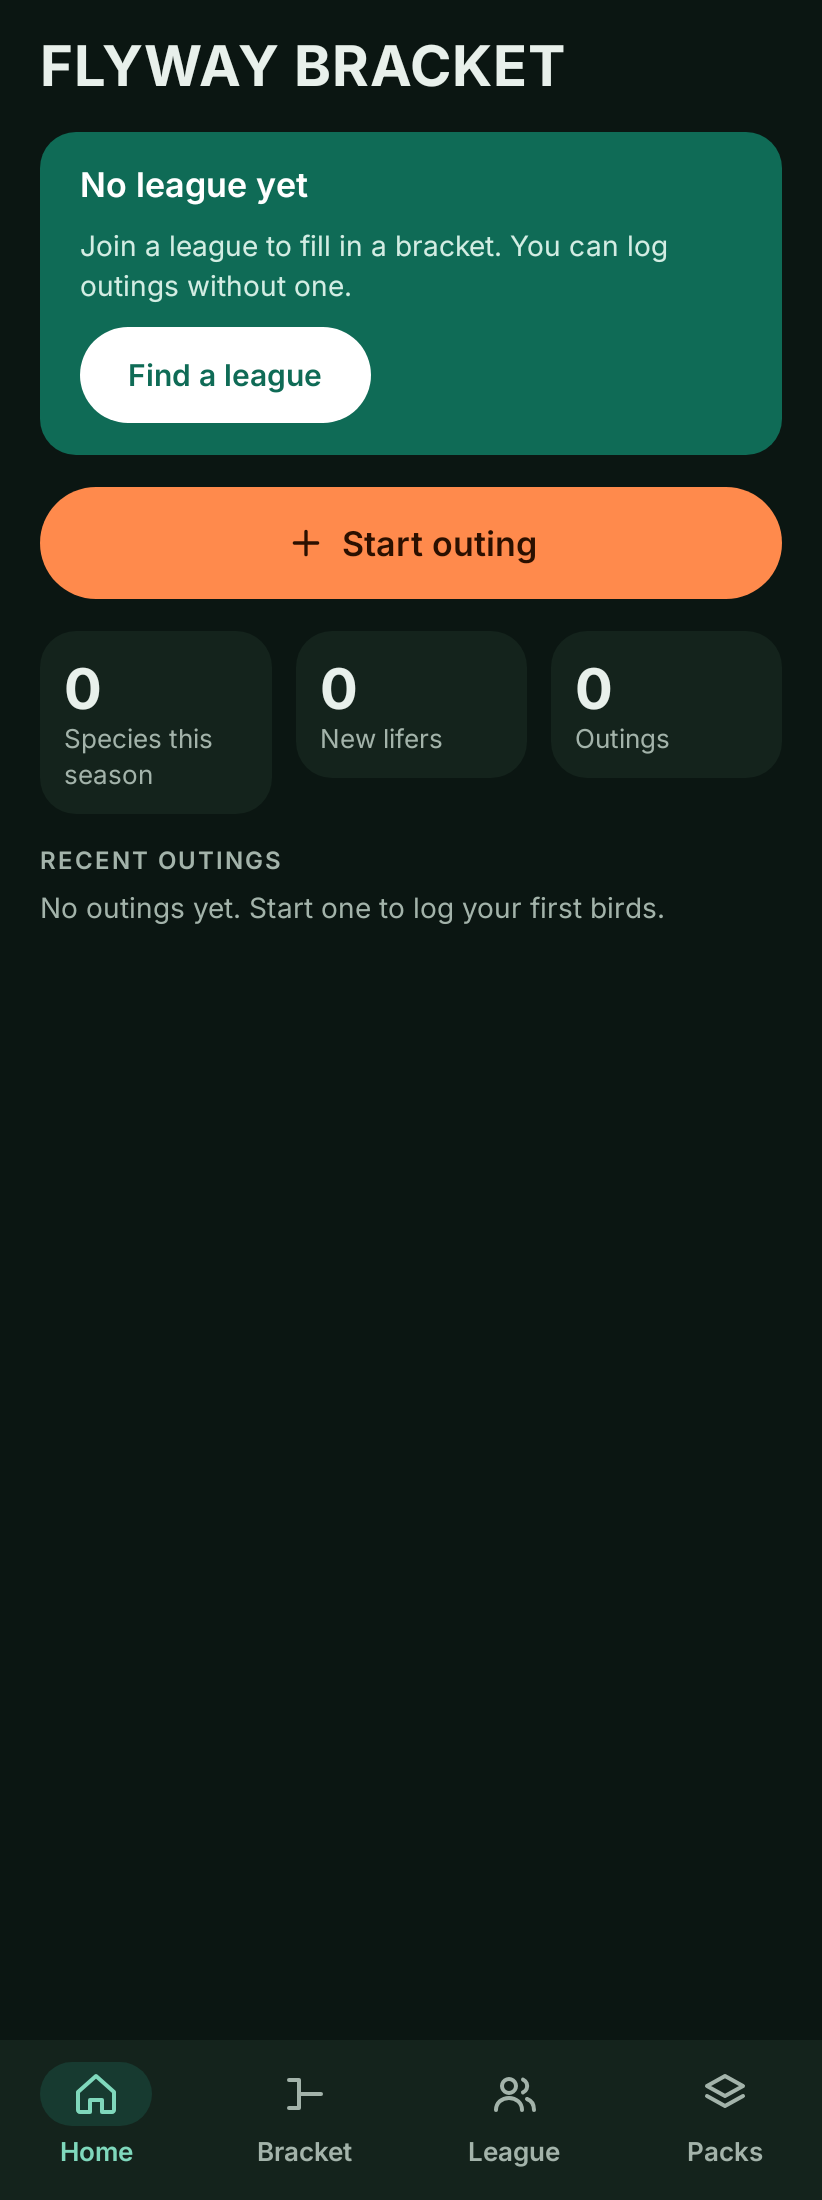 FLYWAY BRACKET
No league yet
Join a league to fill in a bracket. You can log
outings without one.
Find a league
Start outing
0
Species this
season
0
New lifers
0
Outings
RECENT OUTINGS
No outings yet. Start one to log your first birds.
Home
Bracket
League
Packs